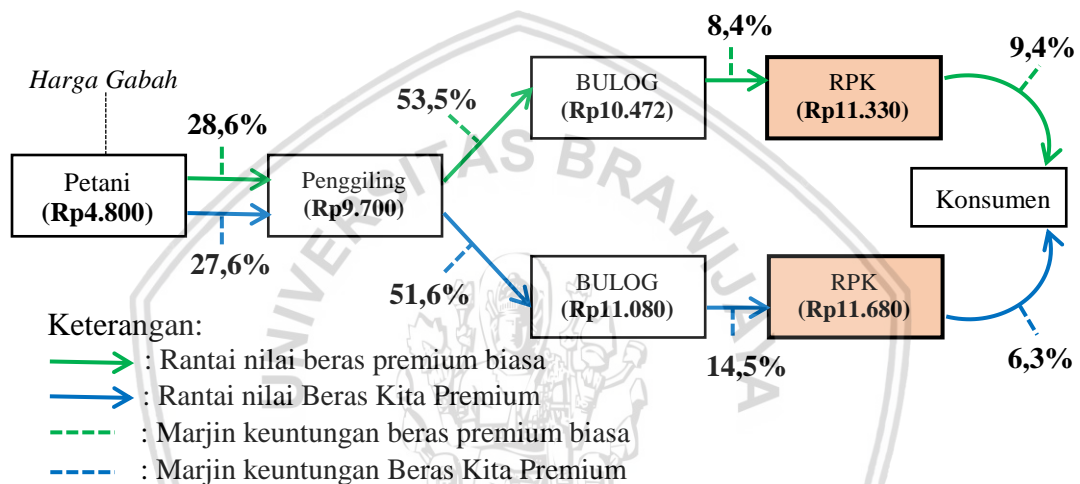 8,4%
9,4%
Harga Gabah
BULOG
(Rp10.472)
RPK
(Rp11.330)
53,5%
28,6%
Petani
(Rp4.800)
Penggiling
(Rp9.700)
Konsumen
27,6%
51,6%
BULOG
(Rp11.080)
RPK
(Rp11.680)
14,5%
6,3%
Keterangan:
: Rantai nilai beras premium biasa
: Rantai nilai Beras Kita Premium
: Marjin keuntungan beras premium biasa
: Marjin keuntungan Beras Kita Premium
UNIVERSITAS BRAWIJAYA